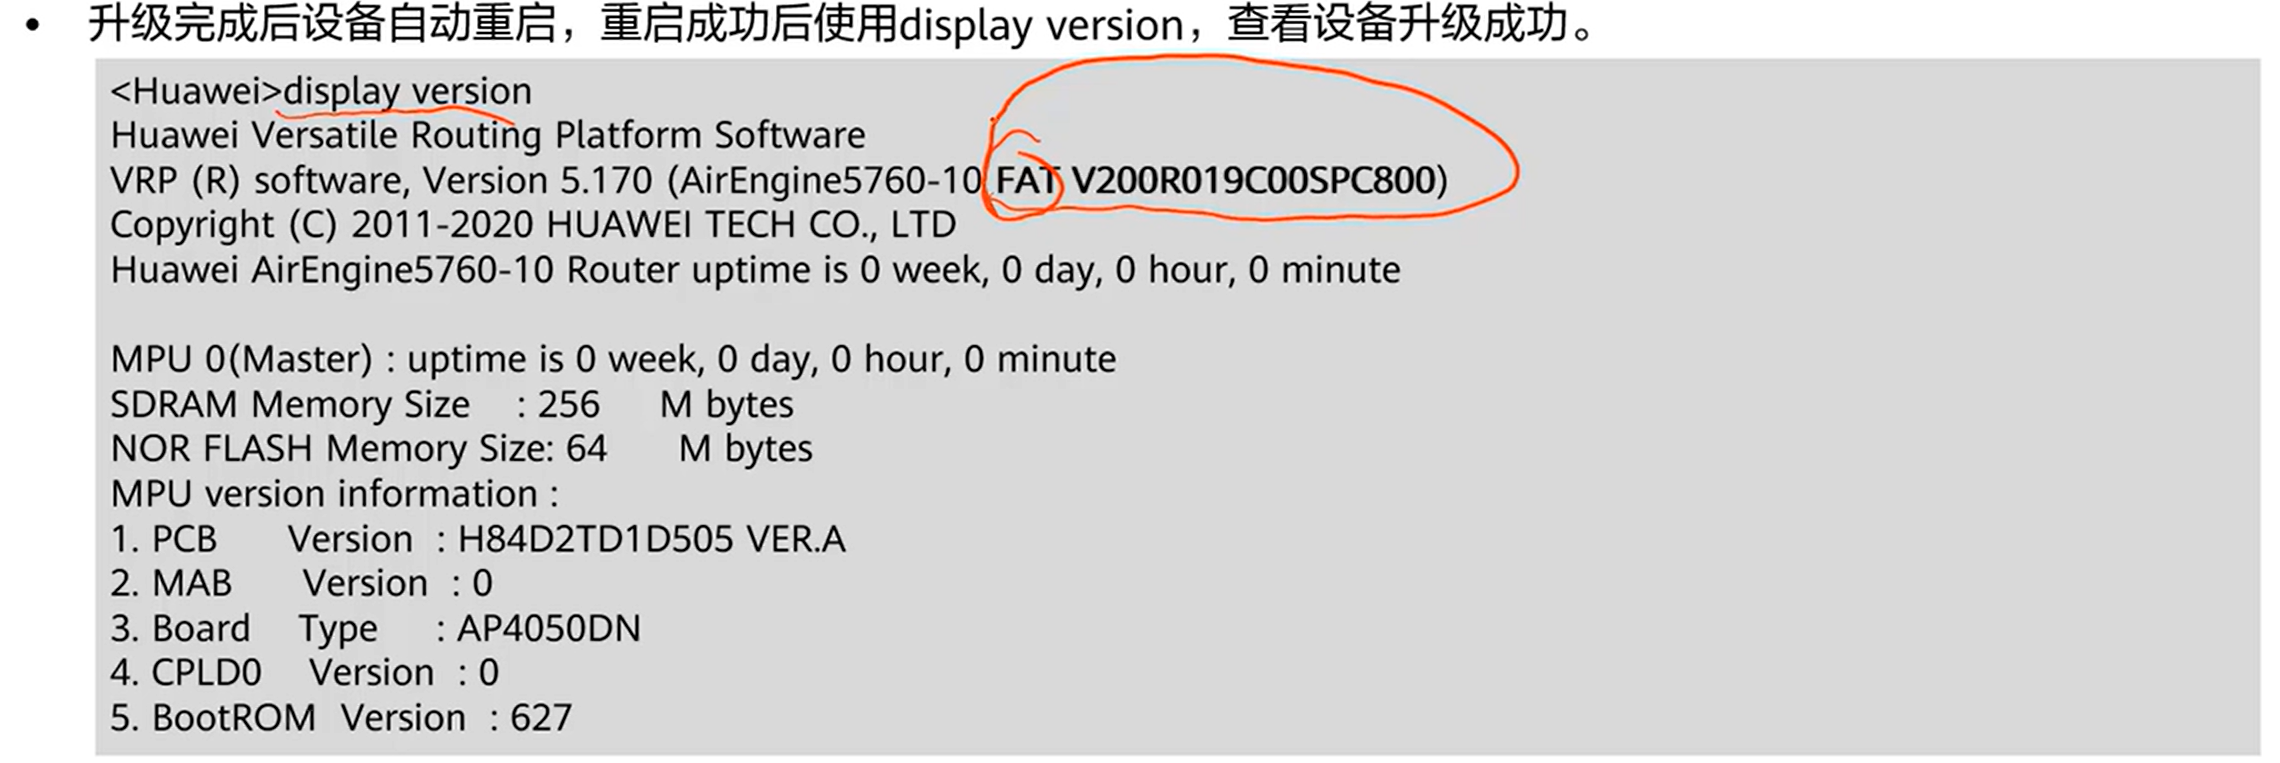 • 升级完成后设备自动重启，重启成功后使用display version，查看设备升级成功。
<Huawei>display version
Huawei Versatile Routing Platform Software
VRP (R) software, Version 5.170 (AirEngine5760-10 FAT V200R019C00SPC800)
Copyright (C) 2011-2020 HUAWEI TECH CO., LTD
Huawei AirEngine5760-10 Router uptime is 0 week, 0 day, 0 hour, 0 minute
MPU 0(Master) : uptime is 0 week, 0 day, 0 hour, 0 minute
SDRAM Memory Size : 256 M bytes
NOR FLASH Memory Size: 64 M bytes
MPU version information :
1. PCB Version : H84D2TD1D505 VER.A
2. MAB Version : 0
3. Board Type : AP4050DN
4. CPLD0 Version : 0
5. BootROM Version : 627